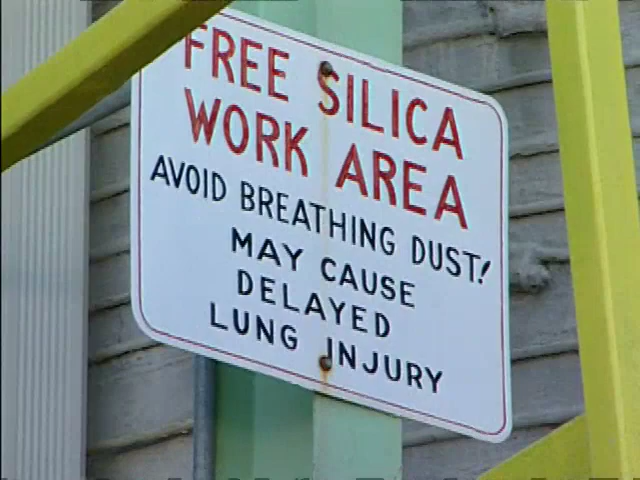 FREE SILICA
WORK AREA
AVOID BREATHING DUST!
MAY CAUSE
DELAYED
LUNG INJURY